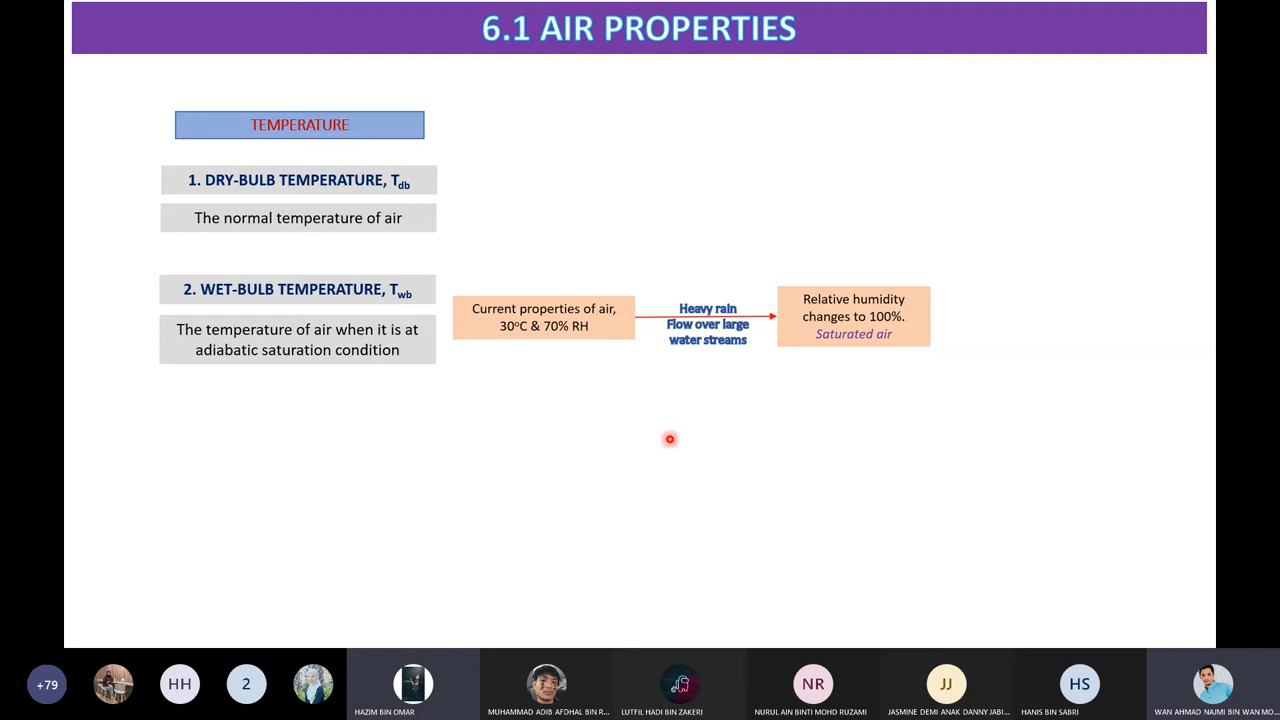 6.1 AIR PROPERTIES
TEMPERATURE
1. DRY-BULB TEMPERATURE, Tdb
The normal temperature of air
2. WET-BULB TEMPERATURE, Twb
The temperature of air when it is at
adiabatic saturation condition
Current properties of air,
30oC & 70% RH
Heavy rain
Flow over large
water streams
Relative humidity
changes to 100%.
Saturated air
+79
HH
2
NR
JJ
HS
HAZIM BIN OMAR
MUHAMMAD ADIB AFDHAL BIN R...
LUTFIL HADI BIN ZAKERI
NURUL AIN BINTI MOHD RUZAMI
JASMINE DEMI ANAK DANNY JABI...
HANIS BIN SABRI
WAN AHMAD NAIMI BIN WAN MO...